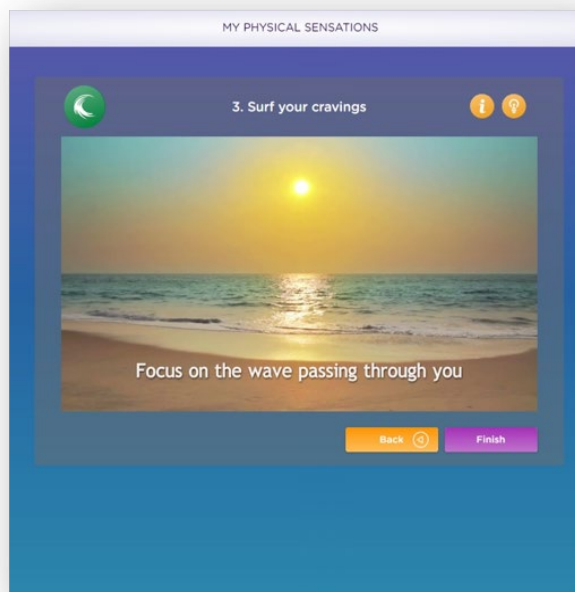 MY PHYSICAL SENSATIONS
3. Surf your cravings
i
Focus on the wave passing through you
Back
Finish